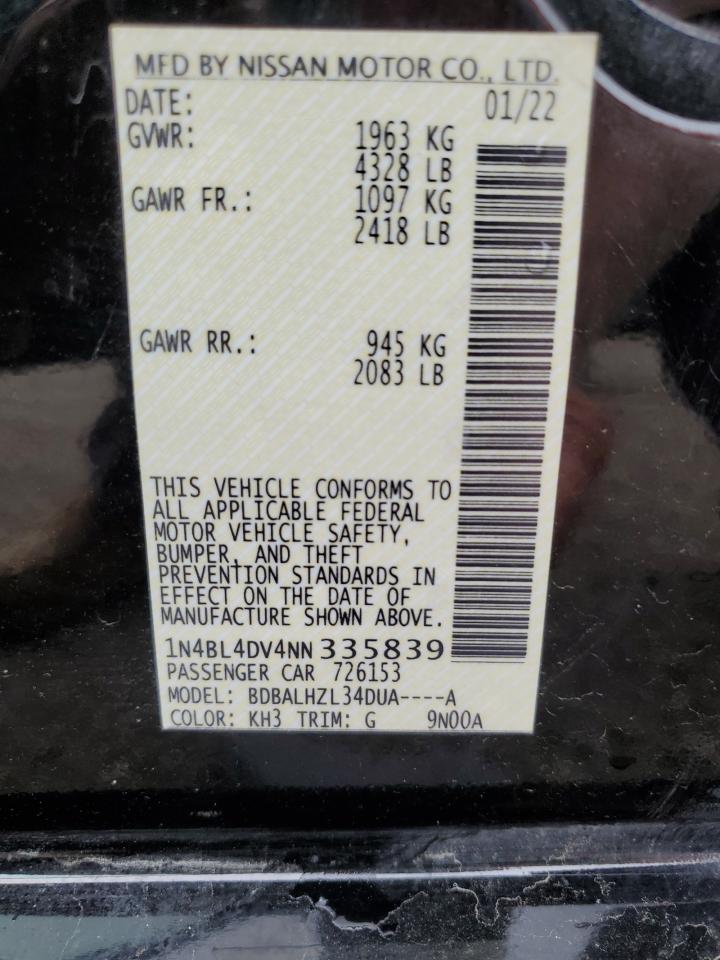 MFD BY NISSAN MOTOR CO., LTD.
DATE: 01/22
GVWR: 1963 KG
4328 LB
GAWR FR.: 1097 KG
2418 LB
GAWR RR.: 945 KG
2083 LB
THIS VEHICLE CONFORMS TO
ALL APPLICABLE FEDERAL
MOTOR VEHICLE SAFETY,
BUMPER, AND THEFT
PREVENTION STANDARDS IN
EFFECT ON THE DATE OF
MANUFACTURE SHOWN ABOVE.
1N4BL4DV4NN335839
PASSENGER CAR 726153
MODEL: BDBALHZL34DUA----A
COLOR: KH3 TRIM: G 9N00A